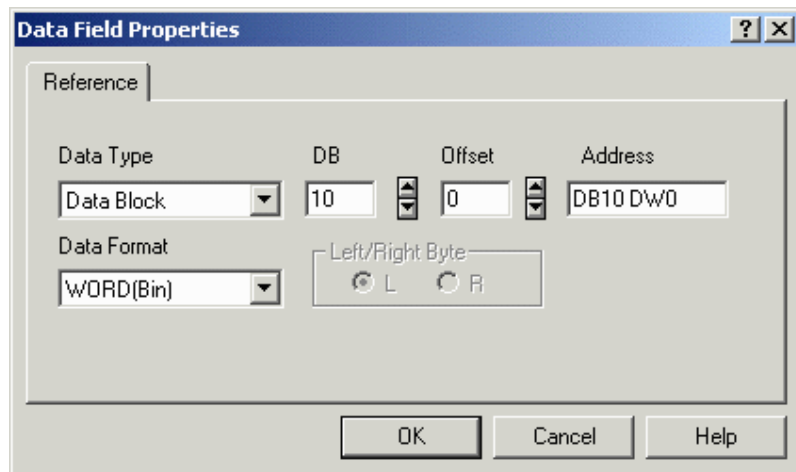 Data Field Properties
Reference
Data Type DB Offset Address
Data Block 10 0 DB10 DW0
Data Format Left/Right Byte
WORD(Bin) L R
OK Cancel Help